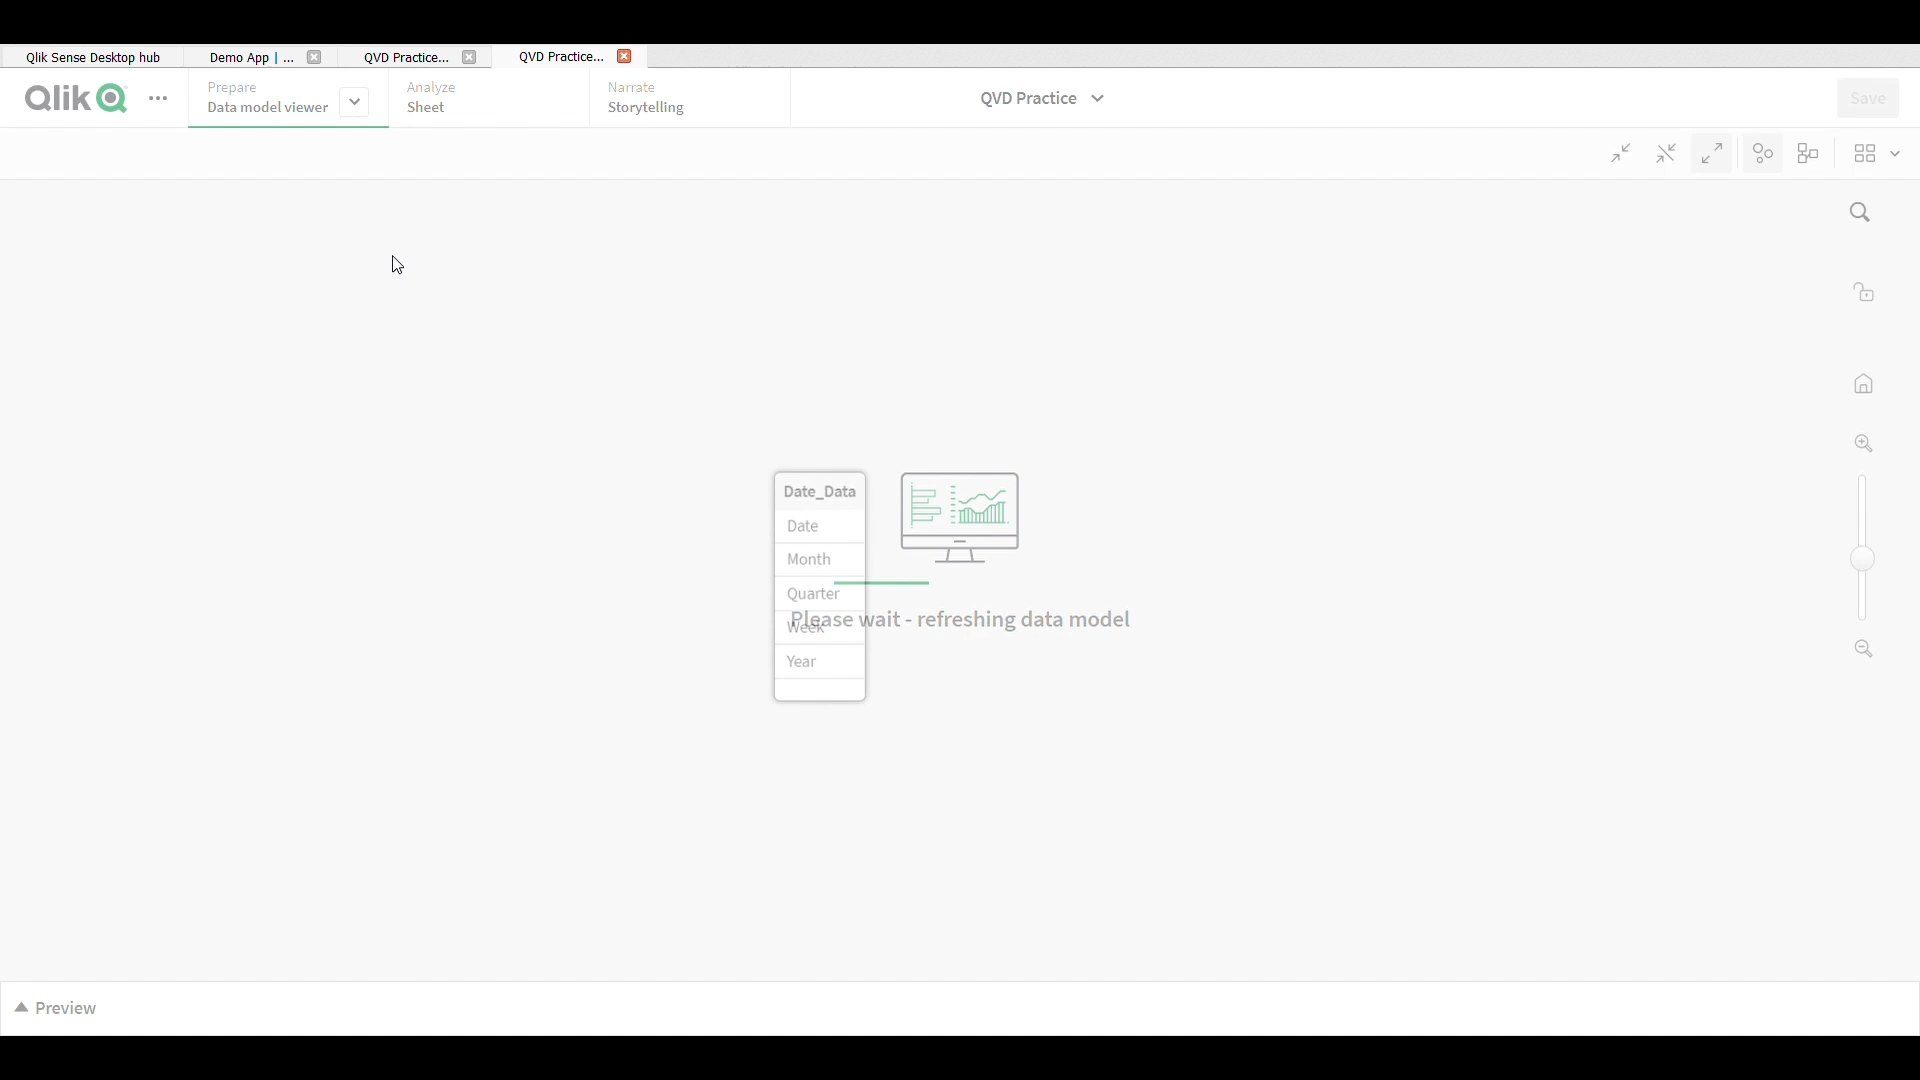 Qlik Sense Desktop hub
Demo App | ...
QVD Practice...
QVD Practice...
Qlik
Prepare
Data model viewer
Analyze
Sheet
Narrate
Storytelling
QVD Practice
Save
Date_Data
Date
Month
Quarter
Week
Year
Please wait - refreshing data model
Preview